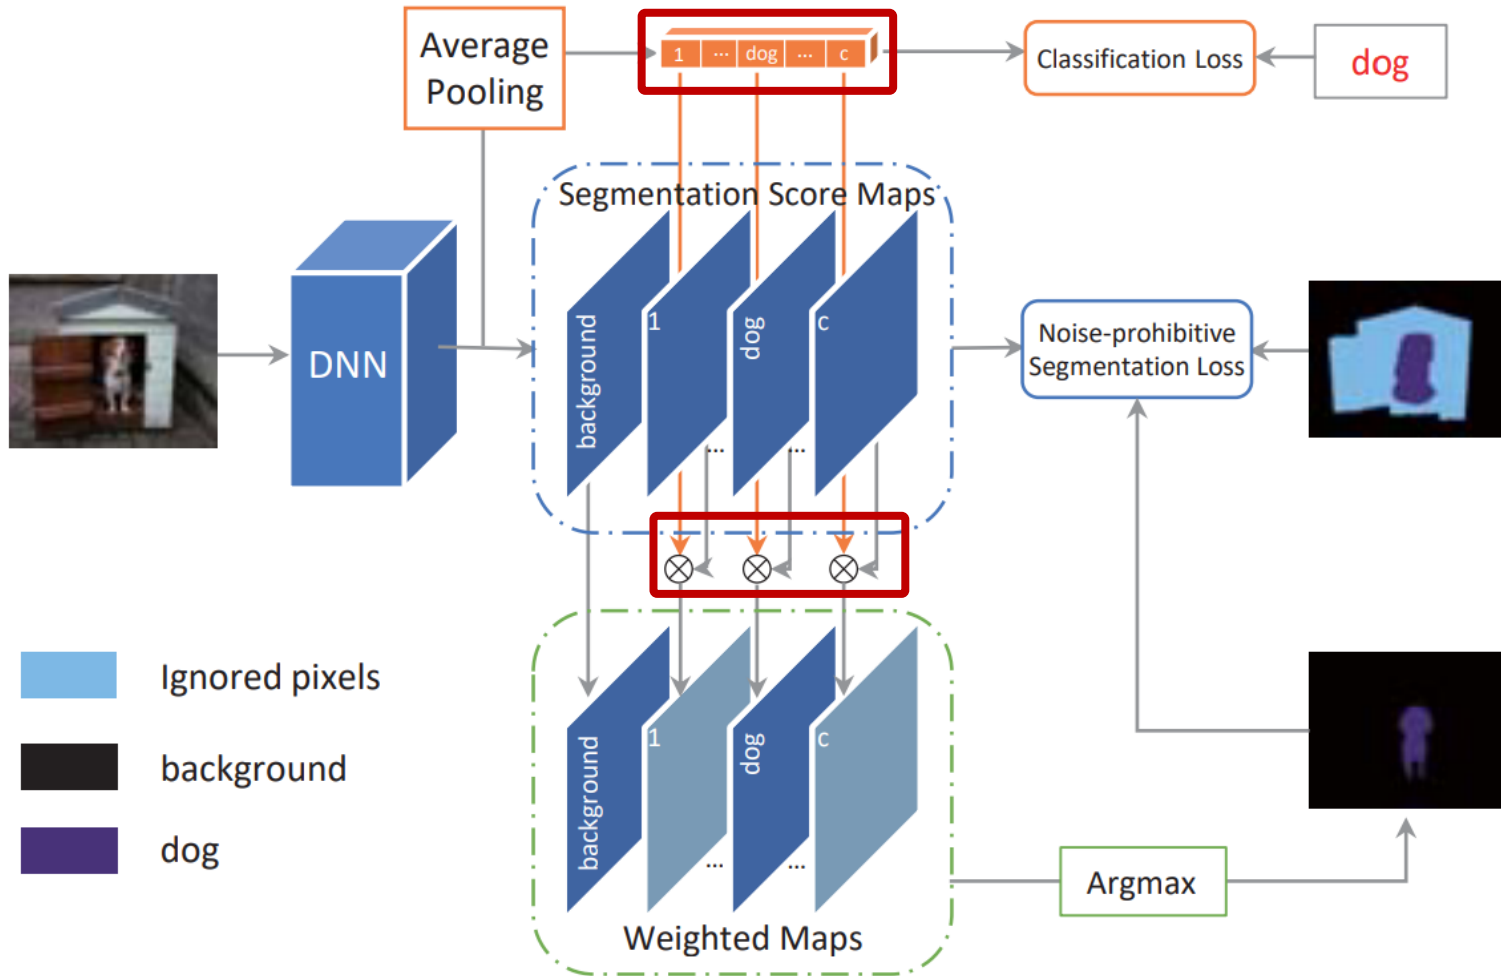 Average
Pooling
1 ... dog ... c
Classification Loss
dog
Segmentation Score Maps
DNN
background
1
dog
c
... ...
Noise-prohibitive
Segmentation Loss
Ignored pixels
background
dog
background
1
dog
c
... ...
Weighted Maps
Argmax